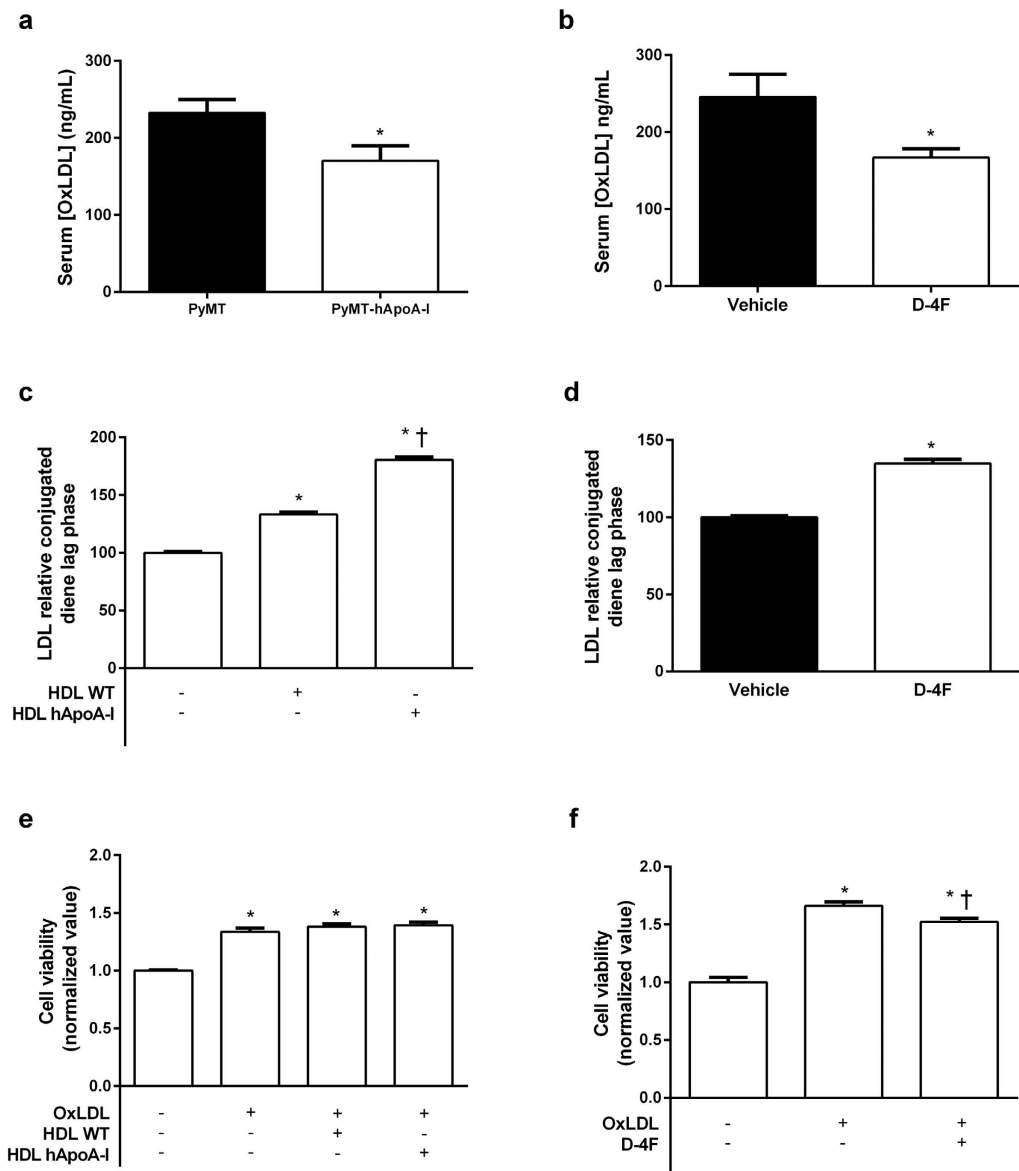 a
Serum [OxLDL] (ng/mL)
300
200
100
0
*
PyMT
PyMT-hApoA-I
b
Serum [OxLDL] ng/mL
300
200
100
0
*
Vehicle
D-4F
c
LDL relative conjugated
diene lag phase
200
150
100
50
0
*
* †
HDL WT - + -
HDL hApoA-I - - +
d
LDL relative conjugated
diene lag phase
150
100
50
0
*
Vehicle
D-4F
e
Cell viability
(normalized value)
2.0
1.5
1.0
0.5
0.0
* * *
OxLDL - + + +
HDL WT - - + -
HDL hApoA-I - - - +
f
Cell viability
(normalized value)
2.0
1.5
1.0
0.5
0.0
*
* †
OxLDL - + +
D-4F - - +